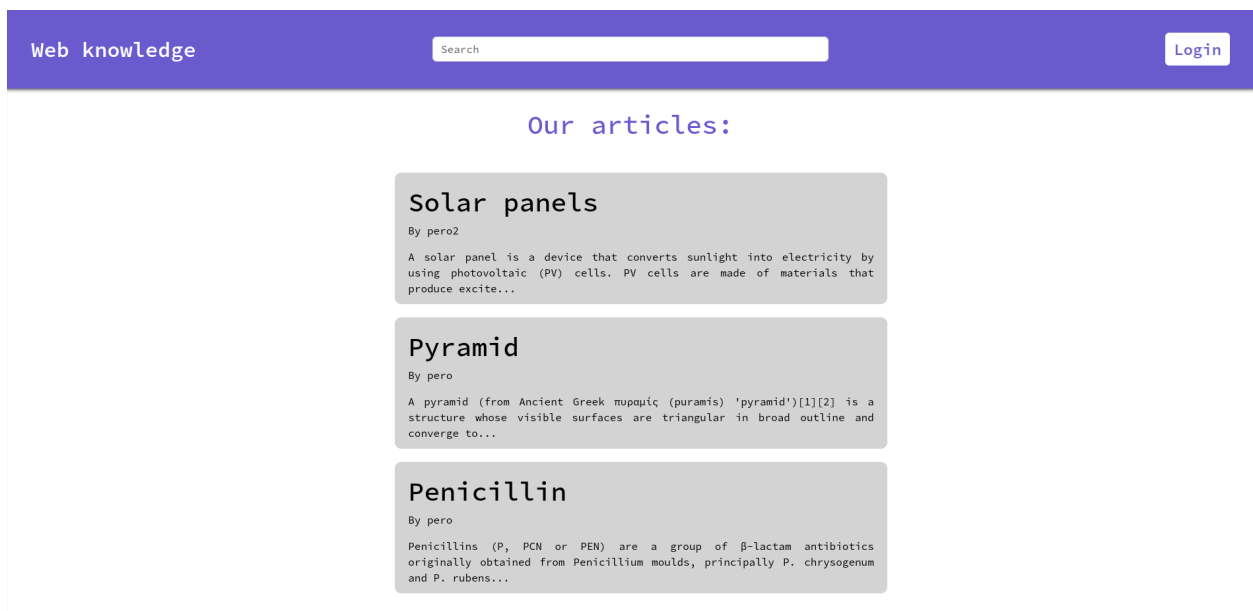 Web knowledge
Search
Login
Our articles:
Solar panels
By pero2
A solar panel is a device that converts sunlight into electricity by
using photovoltaic (PV) cells. PV cells are made of materials that
produce excite...
Pyramid
By pero
A pyramid (from Ancient Greek πυραμίς (puramís) 'pyramid')[1][2] is a
structure whose visible surfaces are triangular in broad outline and
converge to...
Penicillin
By pero
Penicillins (P, PCN or PEN) are a group of β-lactam antibiotics
originally obtained from Penicillium moulds, principally P. chrysogenum
and P. rubens...